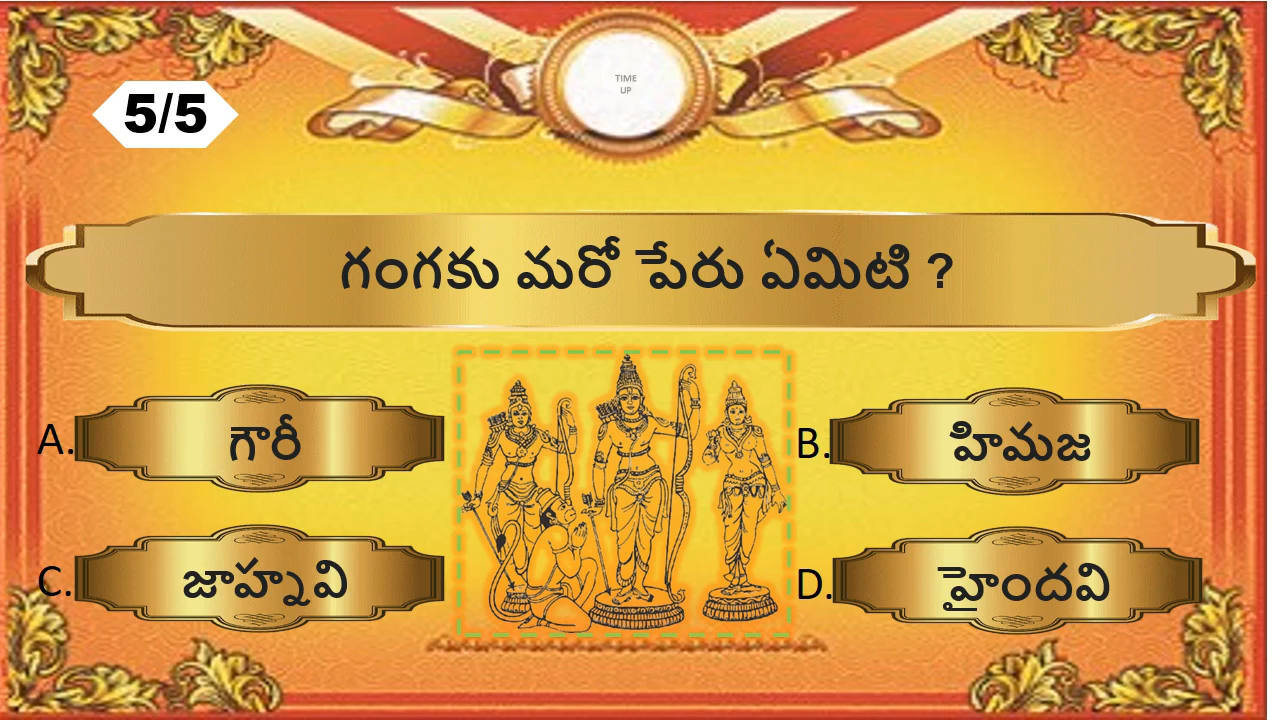 TIME
UP
5/5
గంగకు మరో పేరు ఏమిటి ?
A. గౌరీ
B. హిమజ
C. జాహ్నవి
D. హైందవి